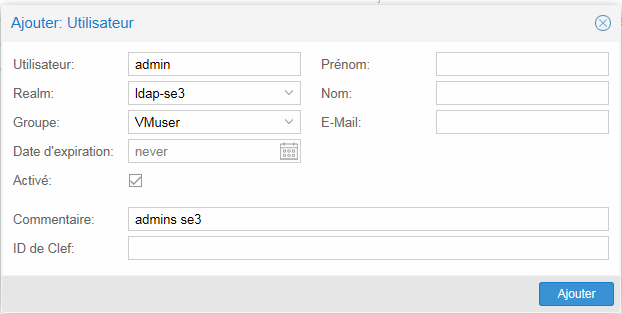 Ajouter: Utilisateur
Utilisateur: admin Prénom:
Realm: ldap-se3 Nom:
Groupe: VMuser E-Mail:
Date d'expiration: never
Activé:
Commentaire: admins se3
ID de Clef:
Ajouter